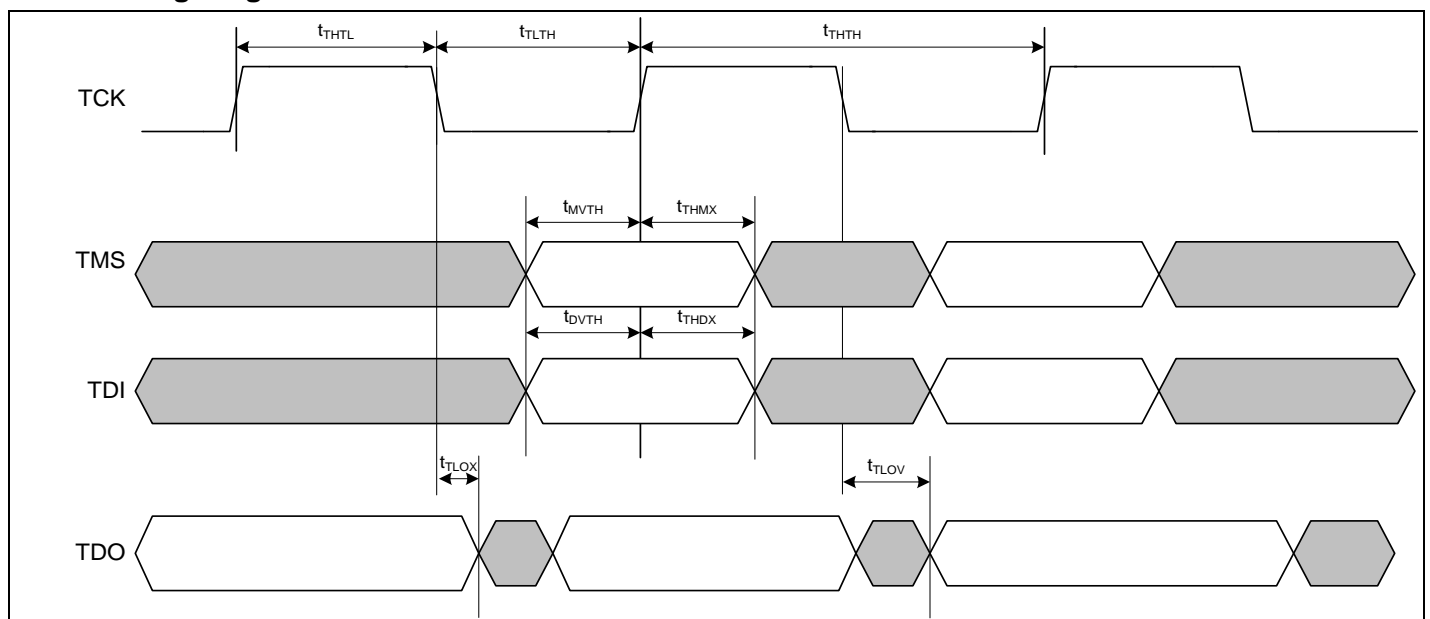 tTHTL tTLTH tTHTH
TCK
tMVTH tTHMX
TMS
tDVTH tTHDX
TDI
tTLOX tTLOV
TDO